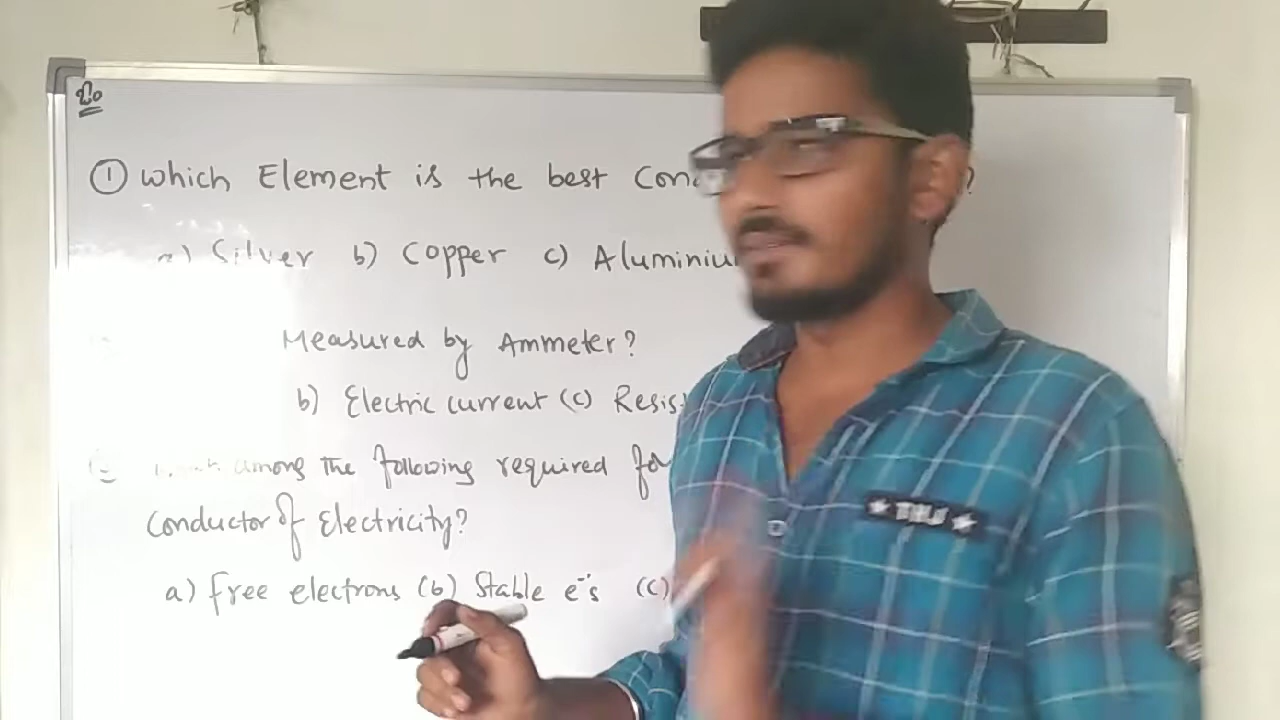 ① which Element is the best Con ?
a) Silver b) Copper c) Aluminiu
Measured by Ammeter?
b) Electric current (c) Resis
among the following required fo
Conductor of Electricity?
a) free electrons (b) Stable e⁻'s (c)